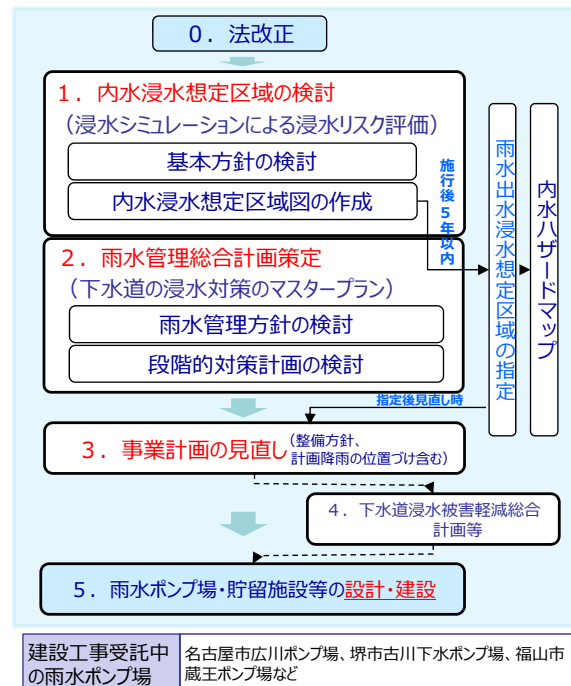 ０．法改正
１．内水浸水想定区域の検討
（浸水シミュレーションによる浸水リスク評価）
基本方針の検討
内水浸水想定区域図の作成
施行後５年以内
雨水出水浸水想定区域の指定
内水ハザードマップ
２．雨水管理総合計画策定
（下水道の浸水対策のマスタープラン）
雨水管理方針の検討
段階的対策計画の検討
指定後見直し時
３．事業計画の見直し（整備方針、
計画降雨の位置づけ含む）
４．下水道浸水被害軽減総合
計画等
５．雨水ポンプ場・貯留施設等の設計・建設
建設工事受託中
の雨水ポンプ場
名古屋市広川ポンプ場、堺市古川下水ポンプ場、福山市
蔵王ポンプ場など